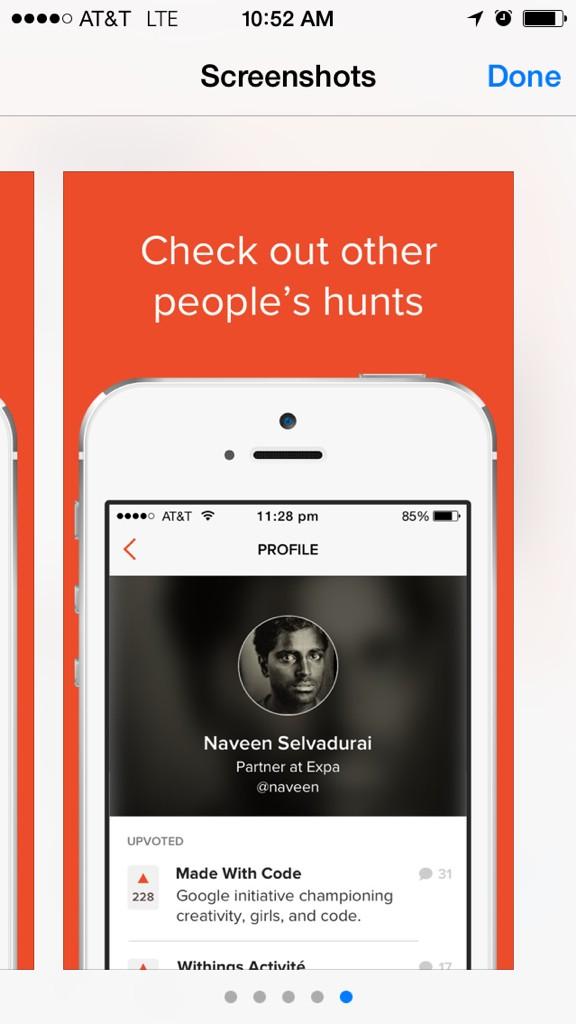 AT&T LTE 10:52 AM
Screenshots Done
Check out other
people's hunts
AT&T 11:28 pm 85%
PROFILE
Naveen Selvadurai
Partner at Expa
@naveen
UPVOTED
Made With Code 31
228 Google initiative championing
creativity, girls, and code.
Withings Activité 17